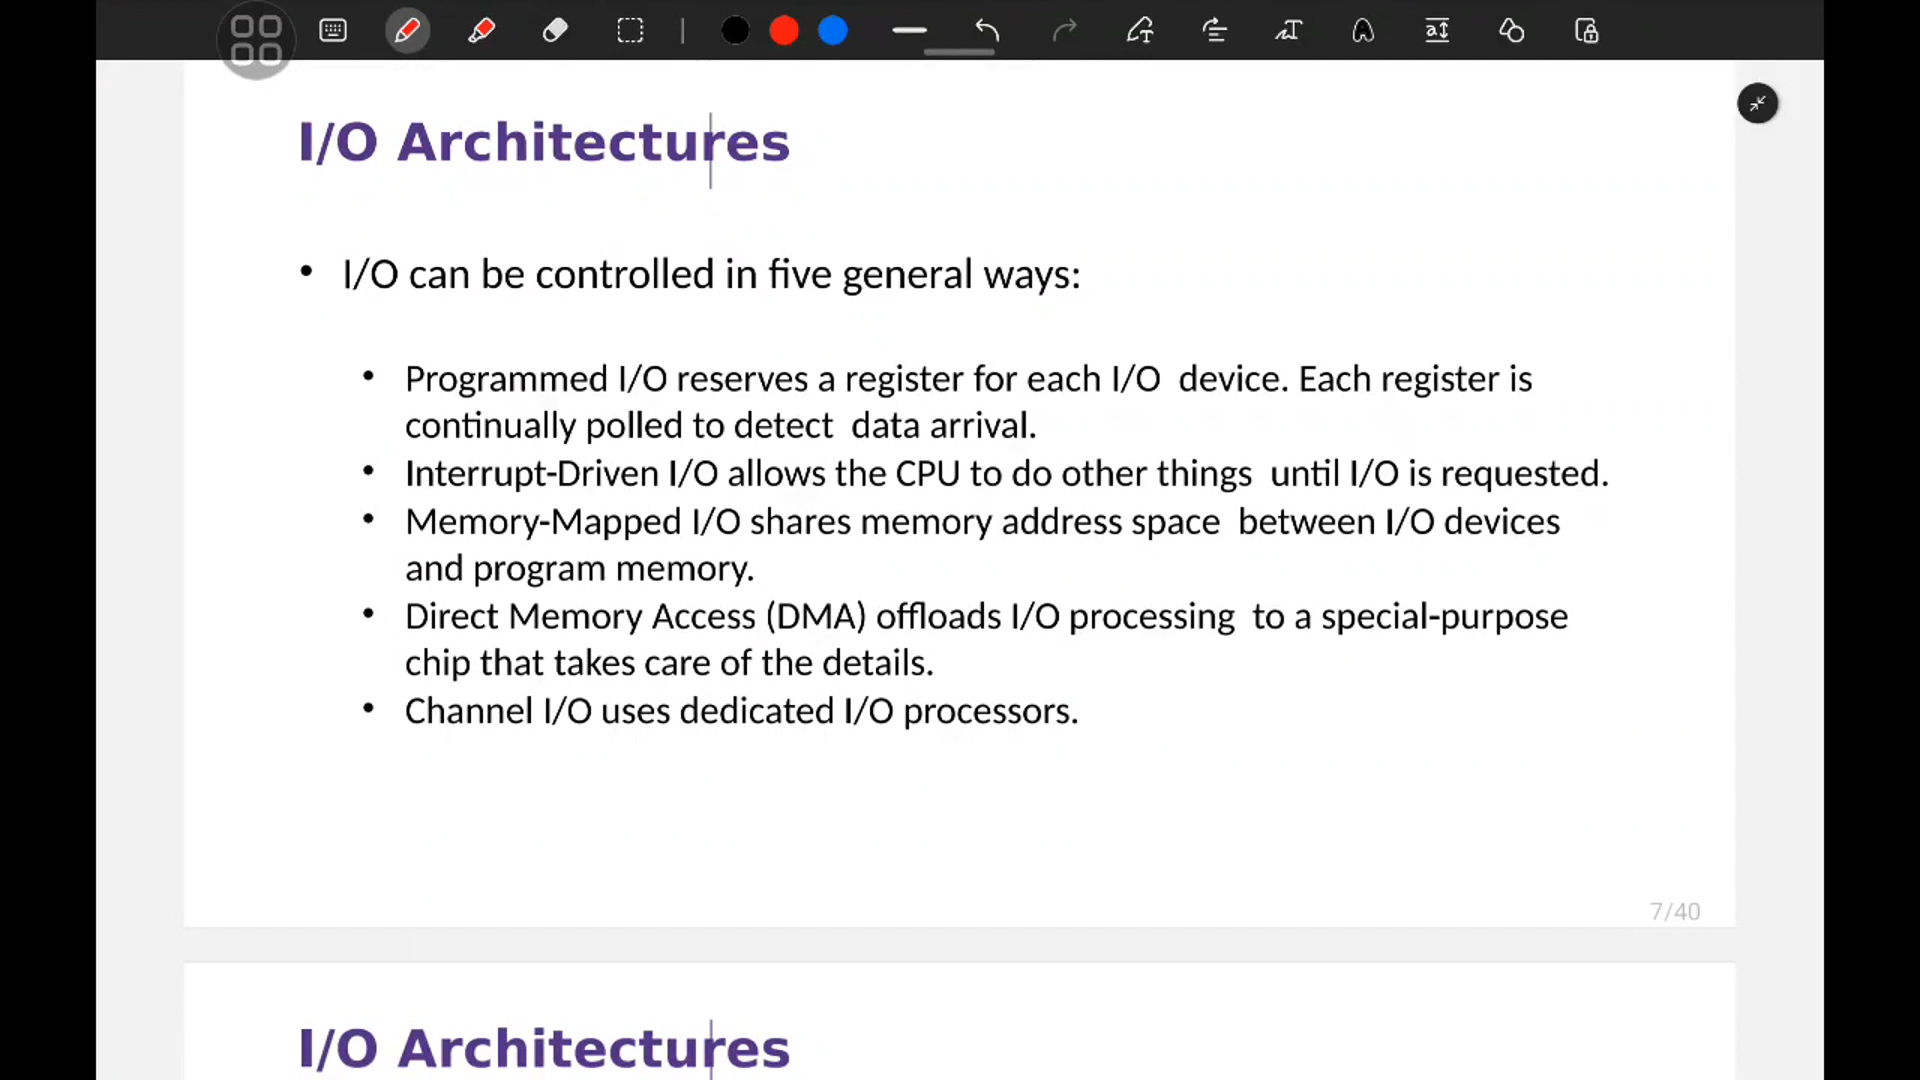 I/O Architectures
• I/O can be controlled in five general ways:
• Programmed I/O reserves a register for each I/O device. Each register is
continually polled to detect data arrival.
• Interrupt-Driven I/O allows the CPU to do other things until I/O is requested.
• Memory-Mapped I/O shares memory address space between I/O devices
and program memory.
• Direct Memory Access (DMA) offloads I/O processing to a special-purpose
chip that takes care of the details.
• Channel I/O uses dedicated I/O processors.
7/40
I/O Architectures